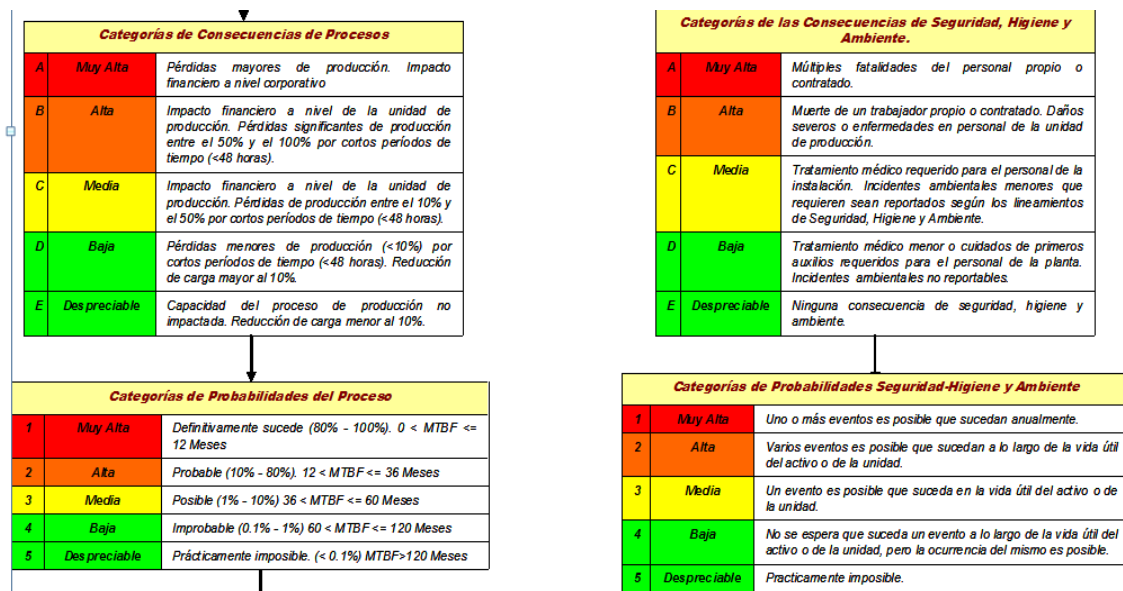 Categorías de Consecuencias de Procesos
A Muy Alta Pérdidas mayores de producción. Impacto
financiero a nivel corporativo
B Alta Impacto financiero a nivel de la unidad de
producción. Pérdidas significantes de producción
entre el 50% y el 100% por cortos períodos de
tiempo (<48 horas).
C Media Impacto financiero a nivel de la unidad de
producción. Pérdidas de producción entre el 10% y
el 50% por cortos períodos de tiempo (<48 horas).
D Baja Pérdidas menores de producción (<10%) por
cortos períodos de tiempo (<48 horas). Reducción
de carga mayor al 10%.
E Despreciable Capacidad del proceso de producción no
impactada. Reducción de carga menor al 10%.
Categorías de Probabilidades del Proceso
1 Muy Alta Definitivamente sucede (80% - 100%). 0 < MTBF <=
12 Meses
2 Alta Probable (10% - 80%). 12 < MTBF <= 36 Meses
3 Media Posible (1% - 10%) 36 < MTBF <= 60 Meses
4 Baja Improbable (0.1% - 1%) 60 < MTBF <= 120 Meses
5 Despreciable Prácticamente imposible. (< 0.1%) MTBF>120 Meses
Categorías de las Consecuencias de Seguridad, Higiene y
Ambiente.
A Muy Alta Múltiples fatalidades del personal propio o
contratado.
B Alta Muerte de un trabajador propio o contratado. Daños
severos o enfermedades en personal de la unidad
de producción.
C Media Tratamiento médico requerido para el personal de la
instalación. Incidentes ambientales menores que
requieren sean reportados según los lineamientos
de Seguridad, Higiene y Ambiente.
D Baja Tratamiento médico menor o cuidados de primeros
auxilios requeridos para el personal de la planta.
Incidentes ambientales no reportables.
E Despreciable Ninguna consecuencia de seguridad, higiene y
ambiente.
Categorías de Probabilidades Seguridad-Higiene y Ambiente
1 Muy Alta Uno o más eventos es posible que sucedan anualmente.
2 Alta Varios eventos es posible que sucedan a lo largo de la vida útil
del activo o de la unidad.
3 Media Un evento es posible que suceda en la vida útil del activo o de
la unidad.
4 Baja No se espera que suceda un evento a lo largo de la vida útil del
activo o de la unidad, pero la ocurrencia del mismo es posible.
5 Despreciable Practicamente imposible.